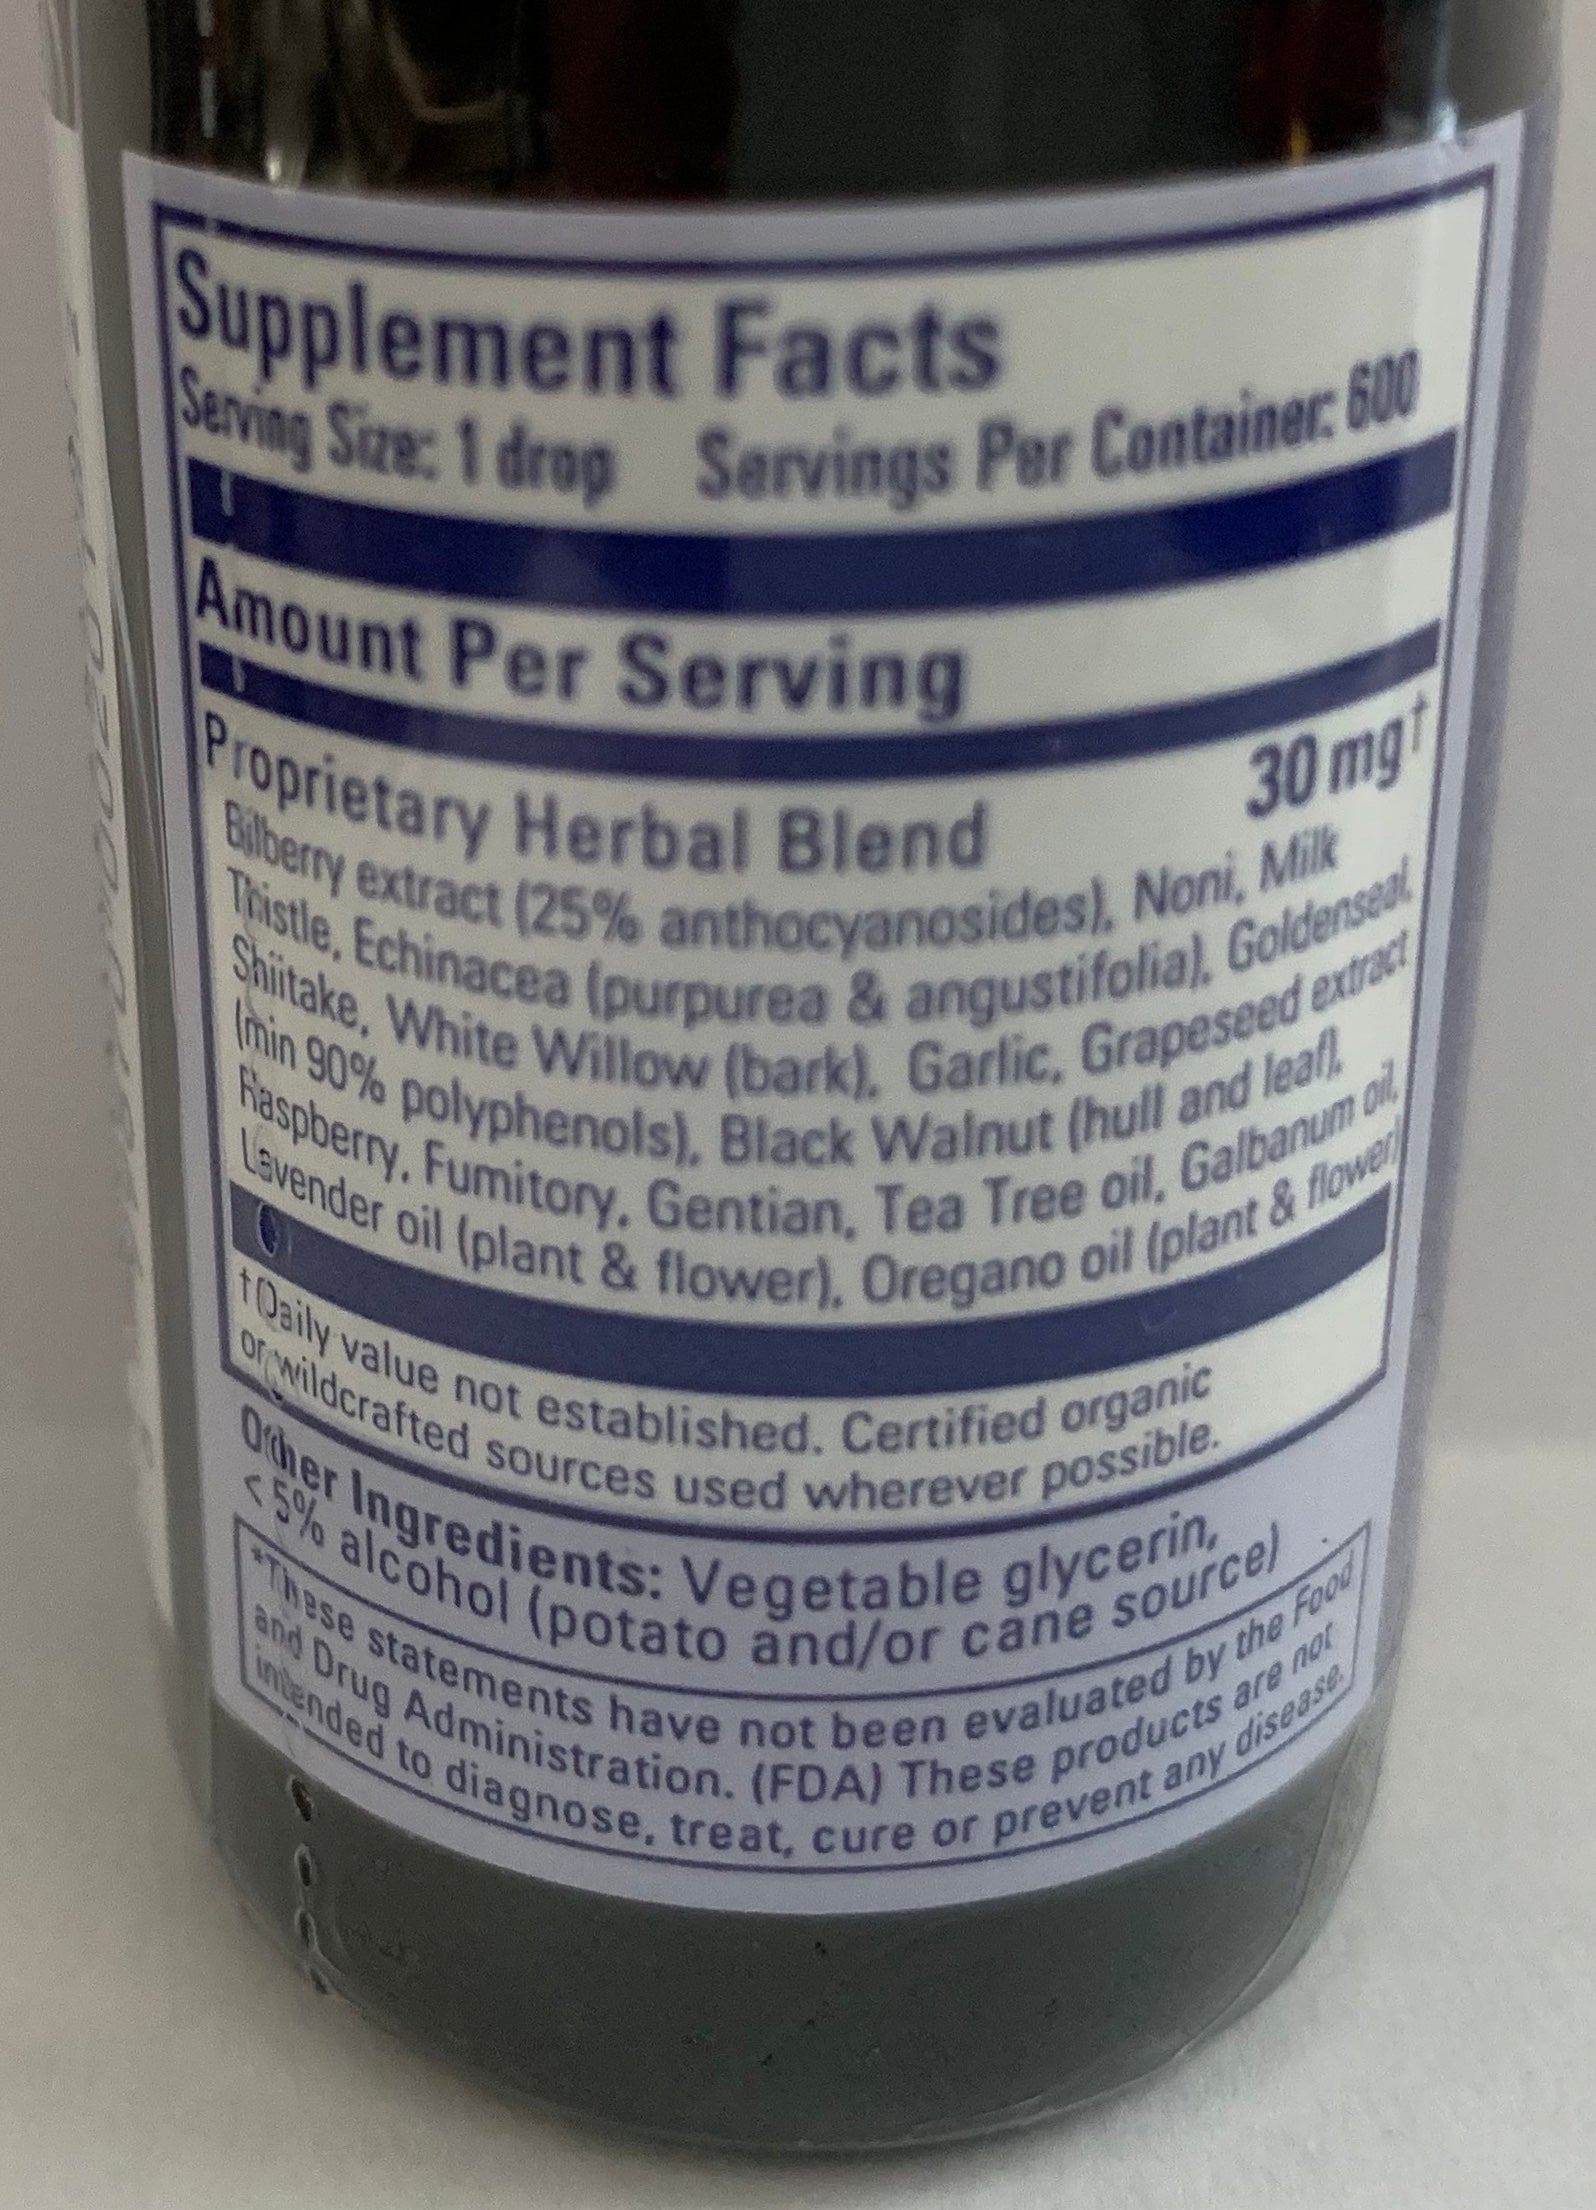 Supplement Facts
Serving Size: 1 drop Servings Per Container: 600
Amount Per Serving
Proprietary Herbal Blend 30 mg†
Bilberry extract (25% anthocyanosides), Noni, Milk
Thistle, Echinacea (purpurea & angustifolia), Goldenseal,
Shiitake, White Willow (bark), Garlic, Grapeseed extract
(min 90% polyphenols), Black Walnut (hull and leaf),
Raspberry, Fumitory, Gentian, Tea Tree oil, Galbanum oil,
Lavender oil (plant & flower), Oregano oil (plant & flower)
†Daily value not established. Certified organic
or wildcrafted sources used wherever possible.
Other Ingredients: Vegetable glycerin,
< 5% alcohol (potato and/or cane source)
*These statements have not been evaluated by the Food
and Drug Administration. (FDA) These products are not
intended to diagnose, treat, cure or prevent any disease.